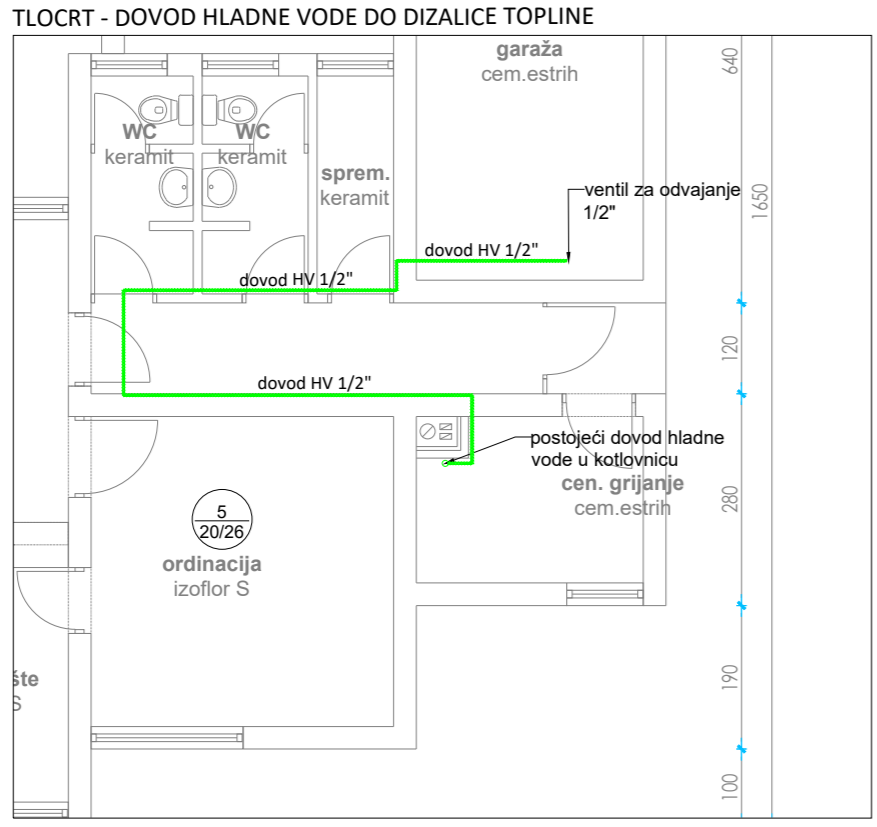 TLOCRT - DOVOD HLADNE VODE DO DIZALICE TOPLINE
garaža
cem.estrih
640
WC
keramit
WC
keramit
sprem.
keramit
ventil za odvajanje
1/2"
1650
dovod HV 1/2"
dovod HV 1/2"
120
dovod HV 1/2"
postojeći dovod hladne
vode u kotlovnicu
cen. grijanje
cem.estrih
280
5
20/26
ordinacija
izoflor S
šte
S
190
100